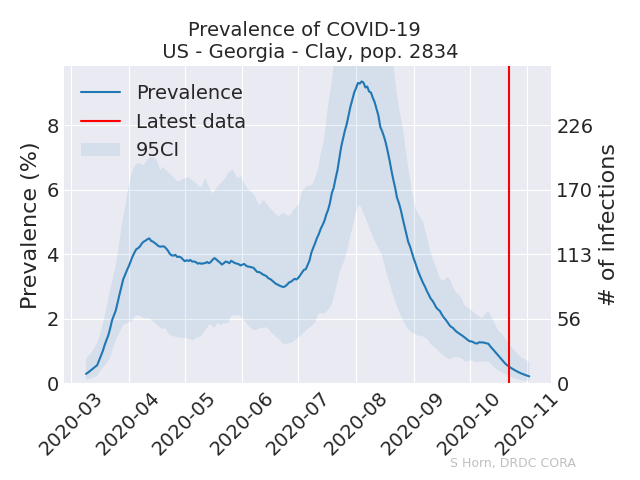 Prevalence of COVID-19
US - Georgia - Clay, pop. 2834
Prevalence
Latest data
95CI
Prevalence (%)
8
6
4
2
0
226
170
113
56
0
# of infections
2020-03
2020-04
2020-05
2020-06
2020-07
2020-08
2020-09
2020-10
2020-11
S Horn, DRDC CORA